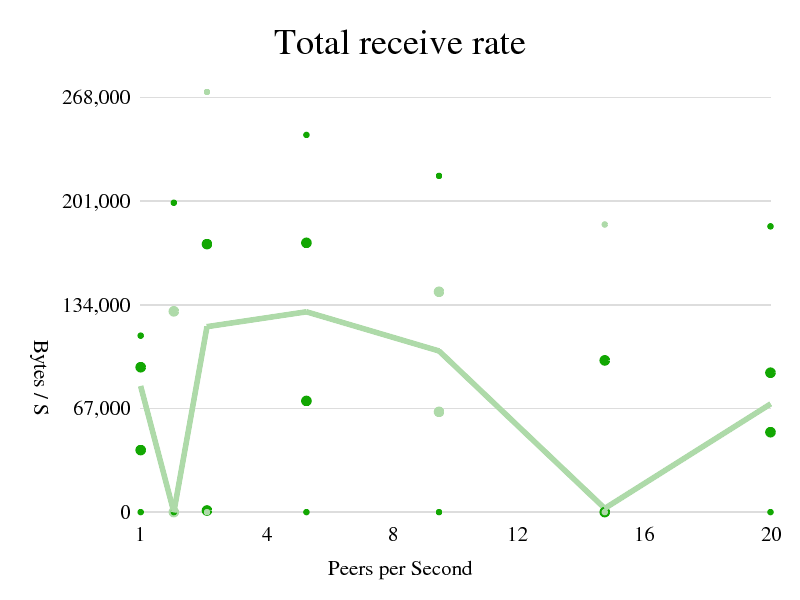 Total receive rate
268,000
201,000
134,000
67,000
0
Bytes / S
1 4 8 12 16 20
Peers per Second